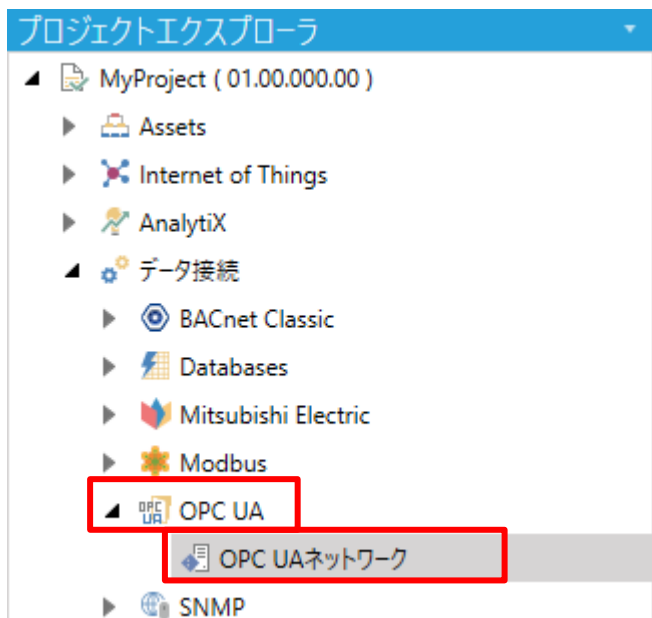 プロジェクトエクスプローラ
MyProject ( 01.00.000.00 )
Assets
Internet of Things
AnalytiX
データ接続
BACnet Classic
Databases
Mitsubishi Electric
Modbus
OPC UA OPC UA
OPC UAネットワーク
SNMP